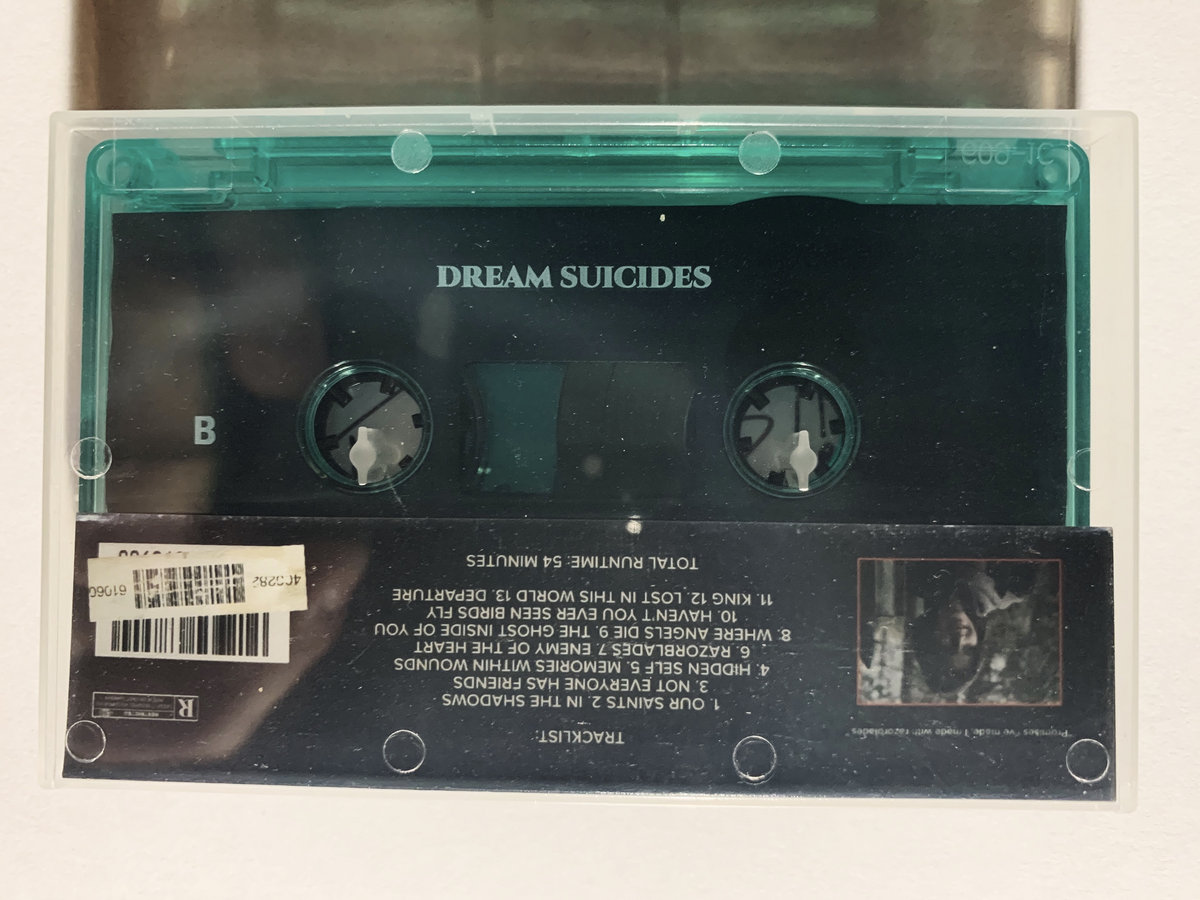 DREAM SUICIDES
B
TRACKLIST:
1. OUR SAINTS 2. IN THE SHADOWS
3. NOT EVERYONE HAS FRIENDS
4. HIDDEN SELF 5. MEMORIES WITHIN WOUNDS
6. RAZORBLADES 7. ENEMY OF THE HEART
8. WHERE ANGELS DIE 9. THE GHOST INSIDE OF YOU
10. HAVEN'T YOU EVER SEEN BIRDS FLY
11. KING 12. LOST IN THIS WORLD 13. DEPARTURE
TOTAL RUNTIME: 54 MINUTES
"Promises I've made, I made with razorblades
R
RESTRICTED